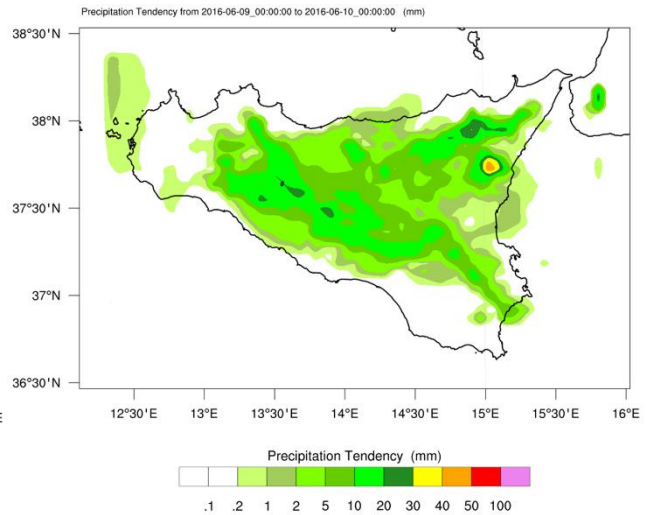 Precipitation Tendency from 2016-06-09_00:00:00 to 2016-06-10_00:00:00 (mm)
38°30'N
38°N
37°30'N
37°N
36°30'N
E
12°30'E 13°E 13°30'E 14°E 14°30'E 15°E 15°30'E 16°E
Precipitation Tendency (mm)
.1 .2 1 2 5 10 20 30 40 50 100